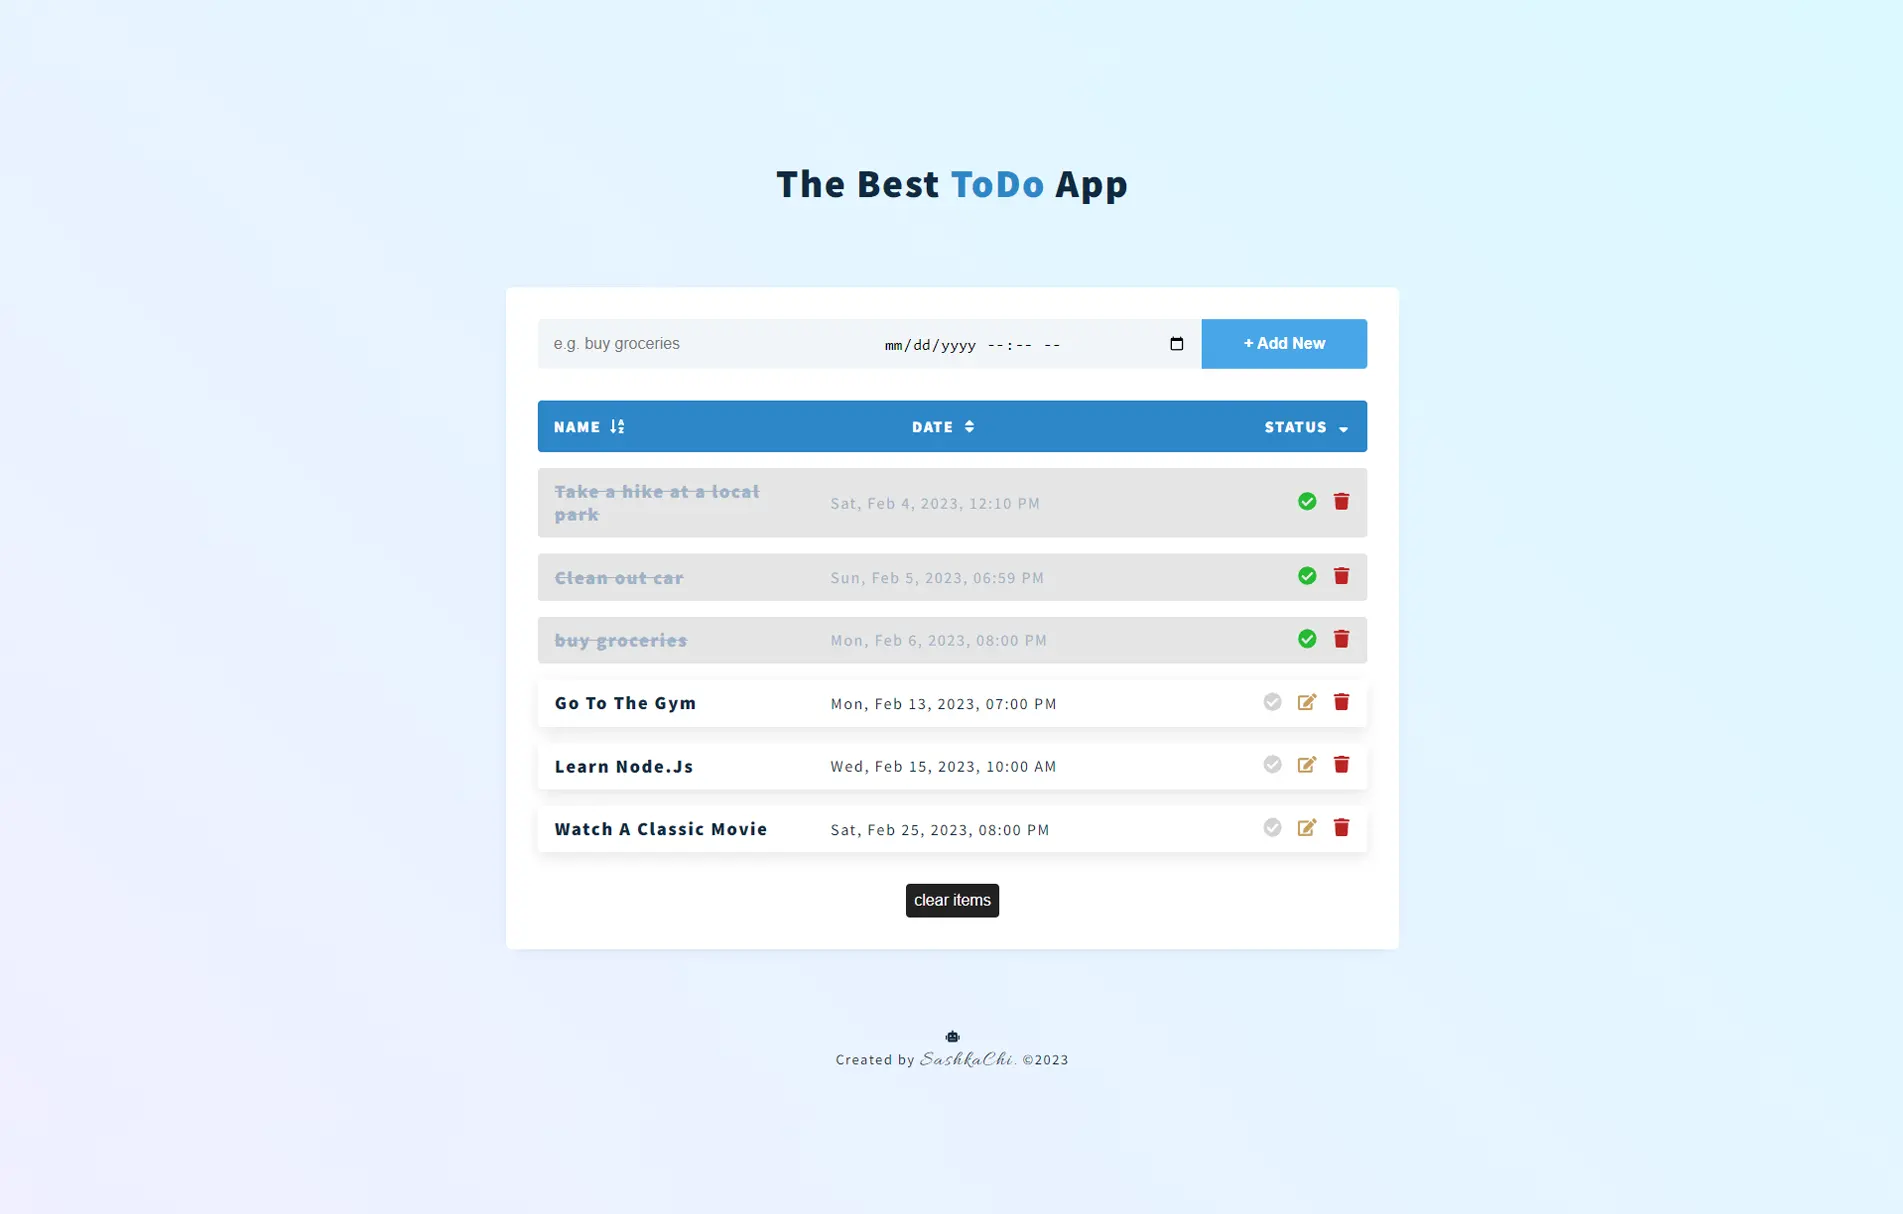 The Best ToDo App
e.g. buy groceries mm/dd/yyyy --:-- -- + Add New
NAME DATE STATUS
Take a hike at a local
park
Sat, Feb 4, 2023, 12:10 PM
Clean out car Sun, Feb 5, 2023, 06:59 PM
buy groceries Mon, Feb 6, 2023, 08:00 PM
Go To The Gym Mon, Feb 13, 2023, 07:00 PM
Learn Node.Js Wed, Feb 15, 2023, 10:00 AM
Watch A Classic Movie Sat, Feb 25, 2023, 08:00 PM
clear items
Created by SashkaChi. ©2023